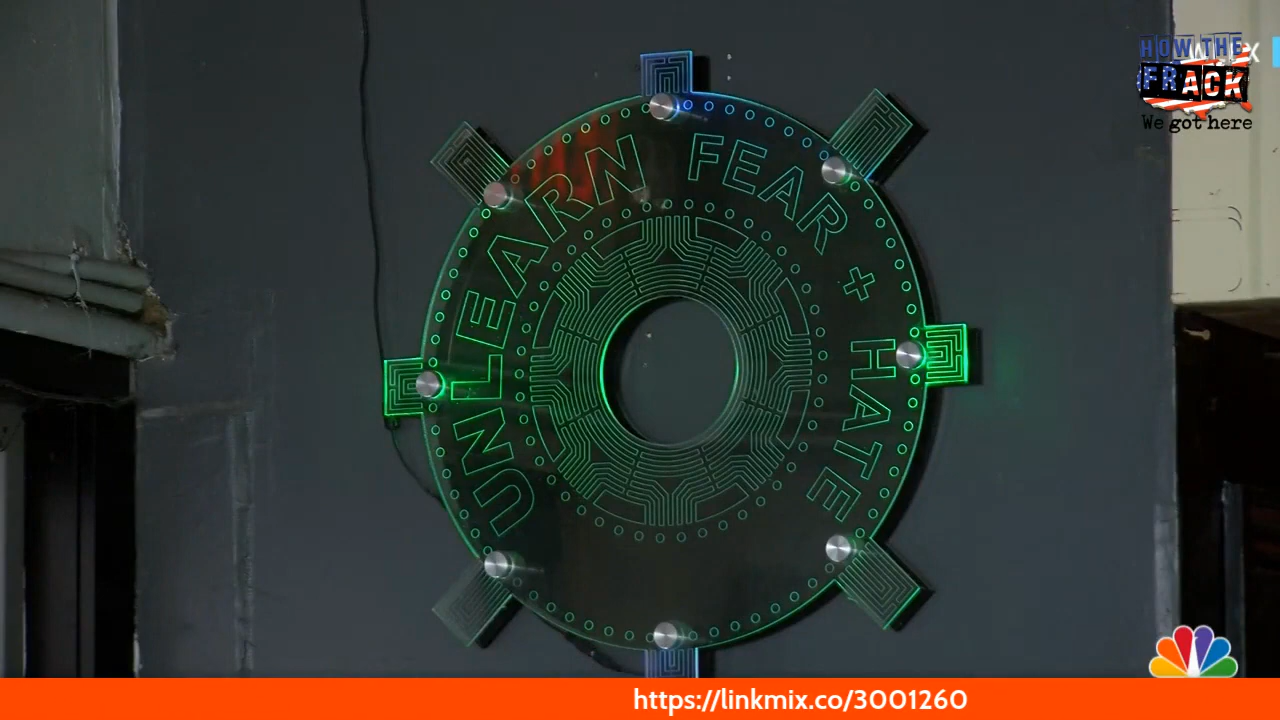 HOW THE
FRACK
We got here
UNLEARN FEAR + HATE
https://linkmix.co/3001260